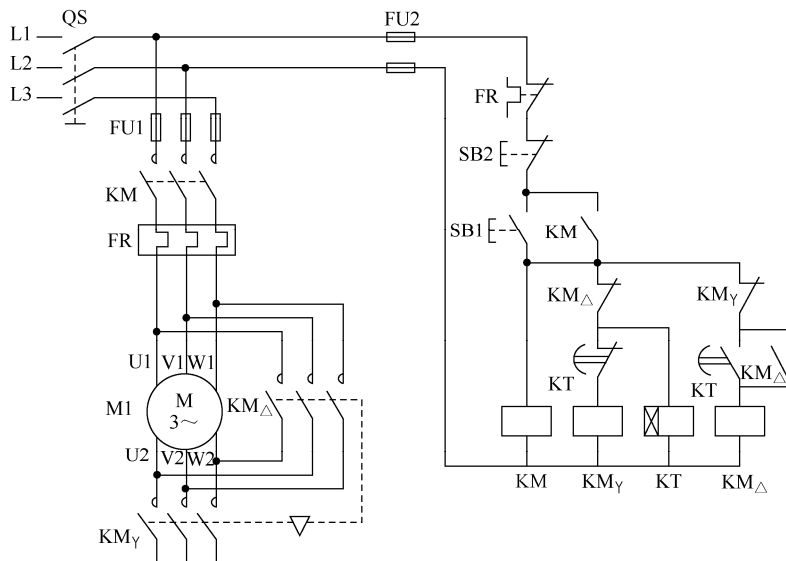 QS
FU2
L1
L2
L3
FR
FU1
SB2
KM
SB1
KM
FR
KM△
KMY
U1 V1 W1
KT
KT
KM△
M1
M
3～
KM△
U2 V2 W2
KM
KMY
KT
KM△
KMY